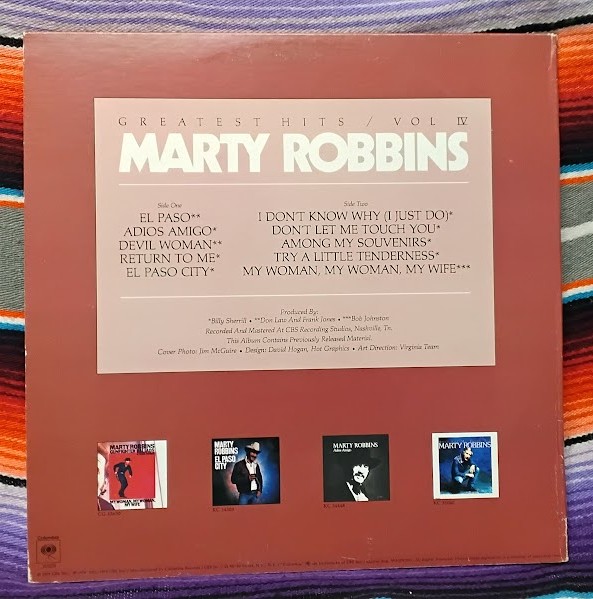 GREATEST HITS / VOL IV
MARTY ROBBINS
Side One
EL PASO**
ADIOS AMIGO*
DEVIL WOMAN**
RETURN TO ME*
EL PASO CITY*
Side Two
I DON'T KNOW WHY (I JUST DO)*
DON'T LET ME TOUCH YOU*
AMONG MY SOUVENIRS*
TRY A LITTLE TENDERNESS*
MY WOMAN, MY WOMAN, MY WIFE***
Produced By:
*Billy Sherrill • **Don Law And Frank Jones • ***Bob Johnston
Recorded And Mastered At CBS Recording Studios, Nashville, Tn.
This Album Contains Previously Released Material.
Cover Photo: Jim McGuire • Design: David Hogan, Hot Graphics • Art Direction: Virginia Team
MARTY ROBBINS
MY WOMAN, MY WOMAN,
MY WIFE
MARTY
ROBBINS
EL PASO
CITY
MARTY ROBBINS
Adios Amigo
MARTY ROBBINS